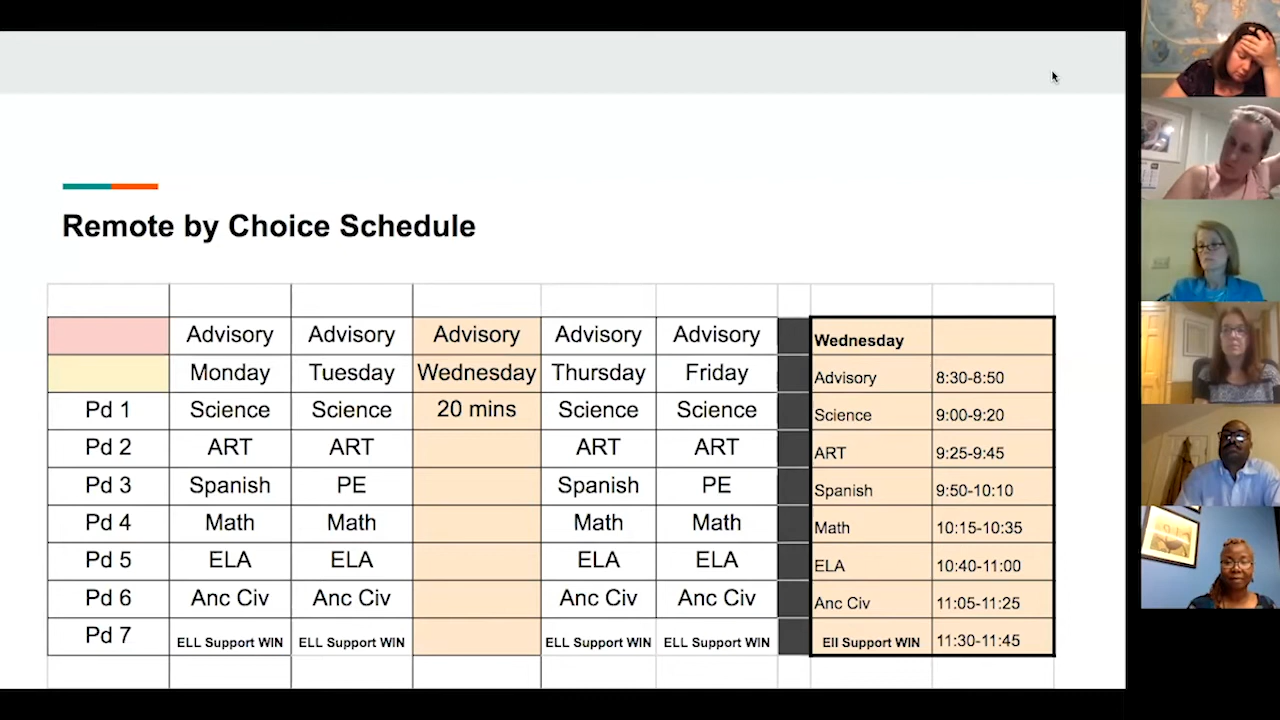 Remote by Choice Schedule
Advisory Advisory Advisory Advisory Advisory Wednesday
Monday Tuesday Wednesday Thursday Friday Advisory 8:30-8:50
Pd 1 Science Science 20 mins Science Science Science 9:00-9:20
Pd 2 ART ART ART ART ART 9:25-9:45
Pd 3 Spanish PE Spanish PE Spanish 9:50-10:10
Pd 4 Math Math Math Math Math 10:15-10:35
Pd 5 ELA ELA ELA ELA ELA 10:40-11:00
Pd 6 Anc Civ Anc Civ Anc Civ Anc Civ Anc Civ 11:05-11:25
Pd 7 ELL Support WIN ELL Support WIN ELL Support WIN ELL Support WIN Ell Support WIN 11:30-11:45